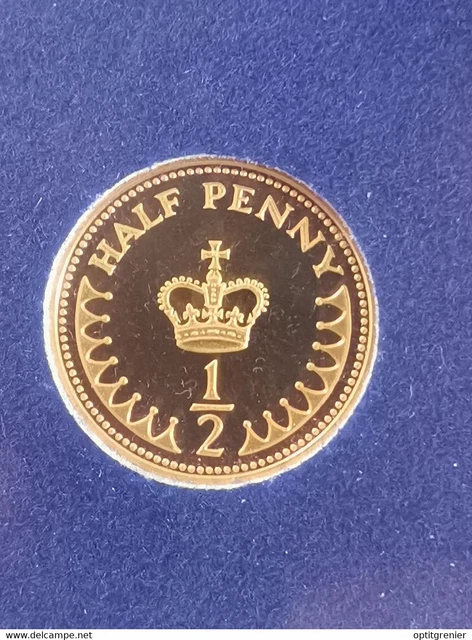 HALF PENNY
1
2
www.delcampe.net
optitgrenier